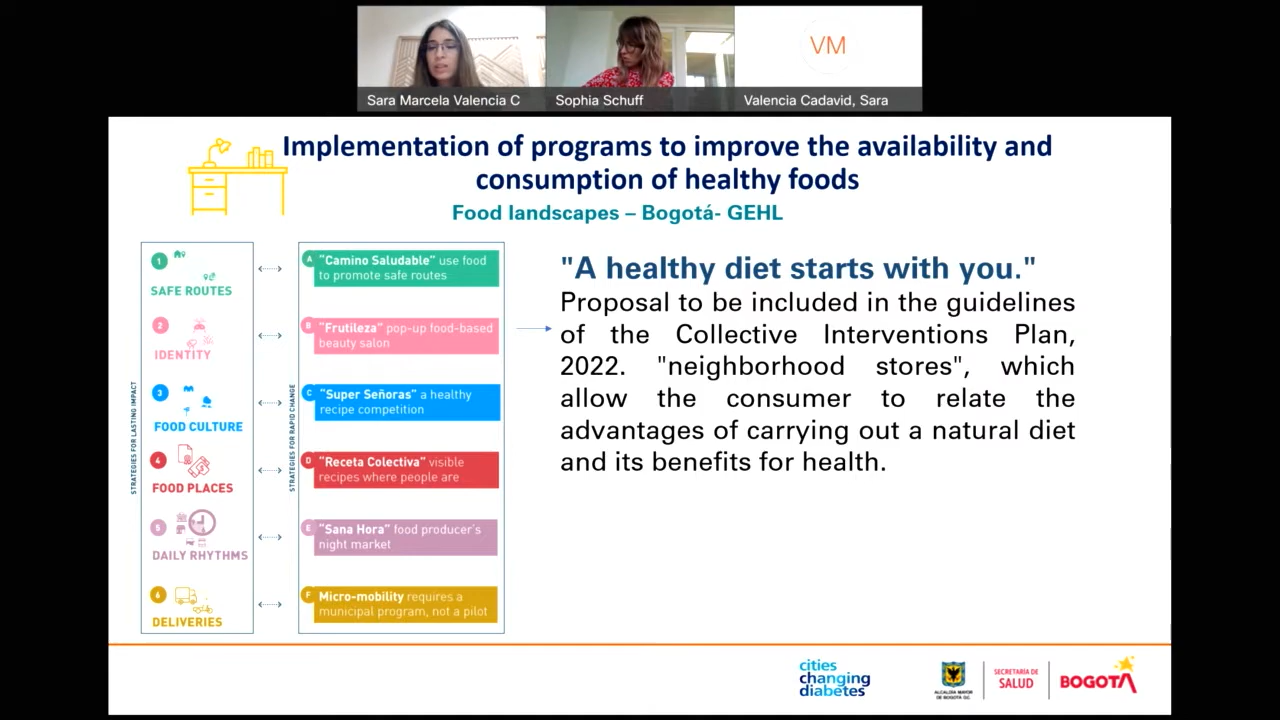 VM
Sara Marcela Valencia C
Sophia Schuff
Valencia Cadavid, Sara
Implementation of programs to improve the availability and
consumption of healthy foods
Food landscapes – Bogotá- GEHL
STRATEGIES FOR LASTING IMPACT
1
SAFE ROUTES
2
IDENTITY
3
FOOD CULTURE
4
FOOD PLACES
5
DAILY RHYTHMS
6
DELIVERIES
STRATEGIES FOR RAPID CHANGE
A
"Camino Saludable" use food
to promote safe routes
B
"Frutileza" pop-up food-based
beauty salon
C
"Super Señoras" a healthy
recipe competition
D
"Receta Colectiva" visible
recipes where people are
E
"Sana Hora" food producer's
night market
F
Micro-mobility requires a
municipal program, not a pilot
"A healthy diet starts with you."
Proposal to be included in the guidelines
of the Collective Interventions Plan,
2022. "neighborhood stores", which
allow the consumer to relate the
advantages of carrying out a natural diet
and its benefits for health.
cities
changing
diabetes
ALCALDÍA MAYOR
DE BOGOTÁ D.C.
SECRETARÍA DE
SALUD
BOGOTÁ